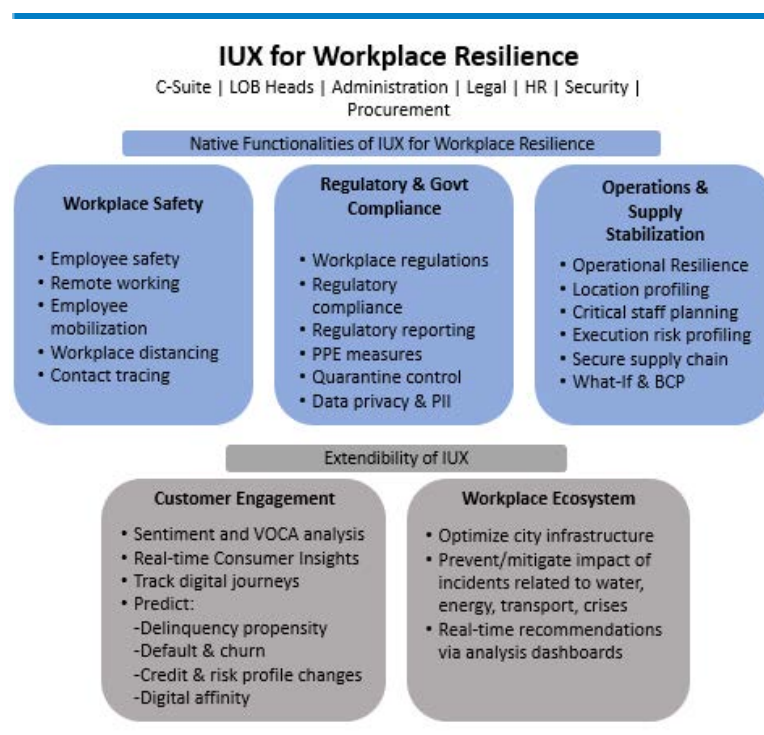 IUX for Workplace Resilience
C-Suite | LOB Heads | Administration | Legal | HR | Security |
Procurement
Native Functionalities of IUX for Workplace Resilience
Workplace Safety
• Employee safety
• Remote working
• Employee
mobilization
• Workplace distancing
• Contact tracing
Regulatory & Govt
Compliance
• Workplace regulations
• Regulatory
compliance
• Regulatory reporting
• PPE measures
• Quarantine control
• Data privacy & PII
Operations &
Supply
Stabilization
• Operational Resilience
• Location profiling
• Critical staff planning
• Execution risk profiling
• Secure supply chain
• What-If & BCP
Extendibility of IUX
Customer Engagement
• Sentiment and VOCA analysis
• Real-time Consumer Insights
• Track digital journeys
• Predict:
-Delinquency propensity
-Default & churn
-Credit & risk profile changes
-Digital affinity
Workplace Ecosystem
• Optimize city infrastructure
• Prevent/mitigate impact of
incidents related to water,
energy, transport, crises
• Real-time recommendations
via analysis dashboards